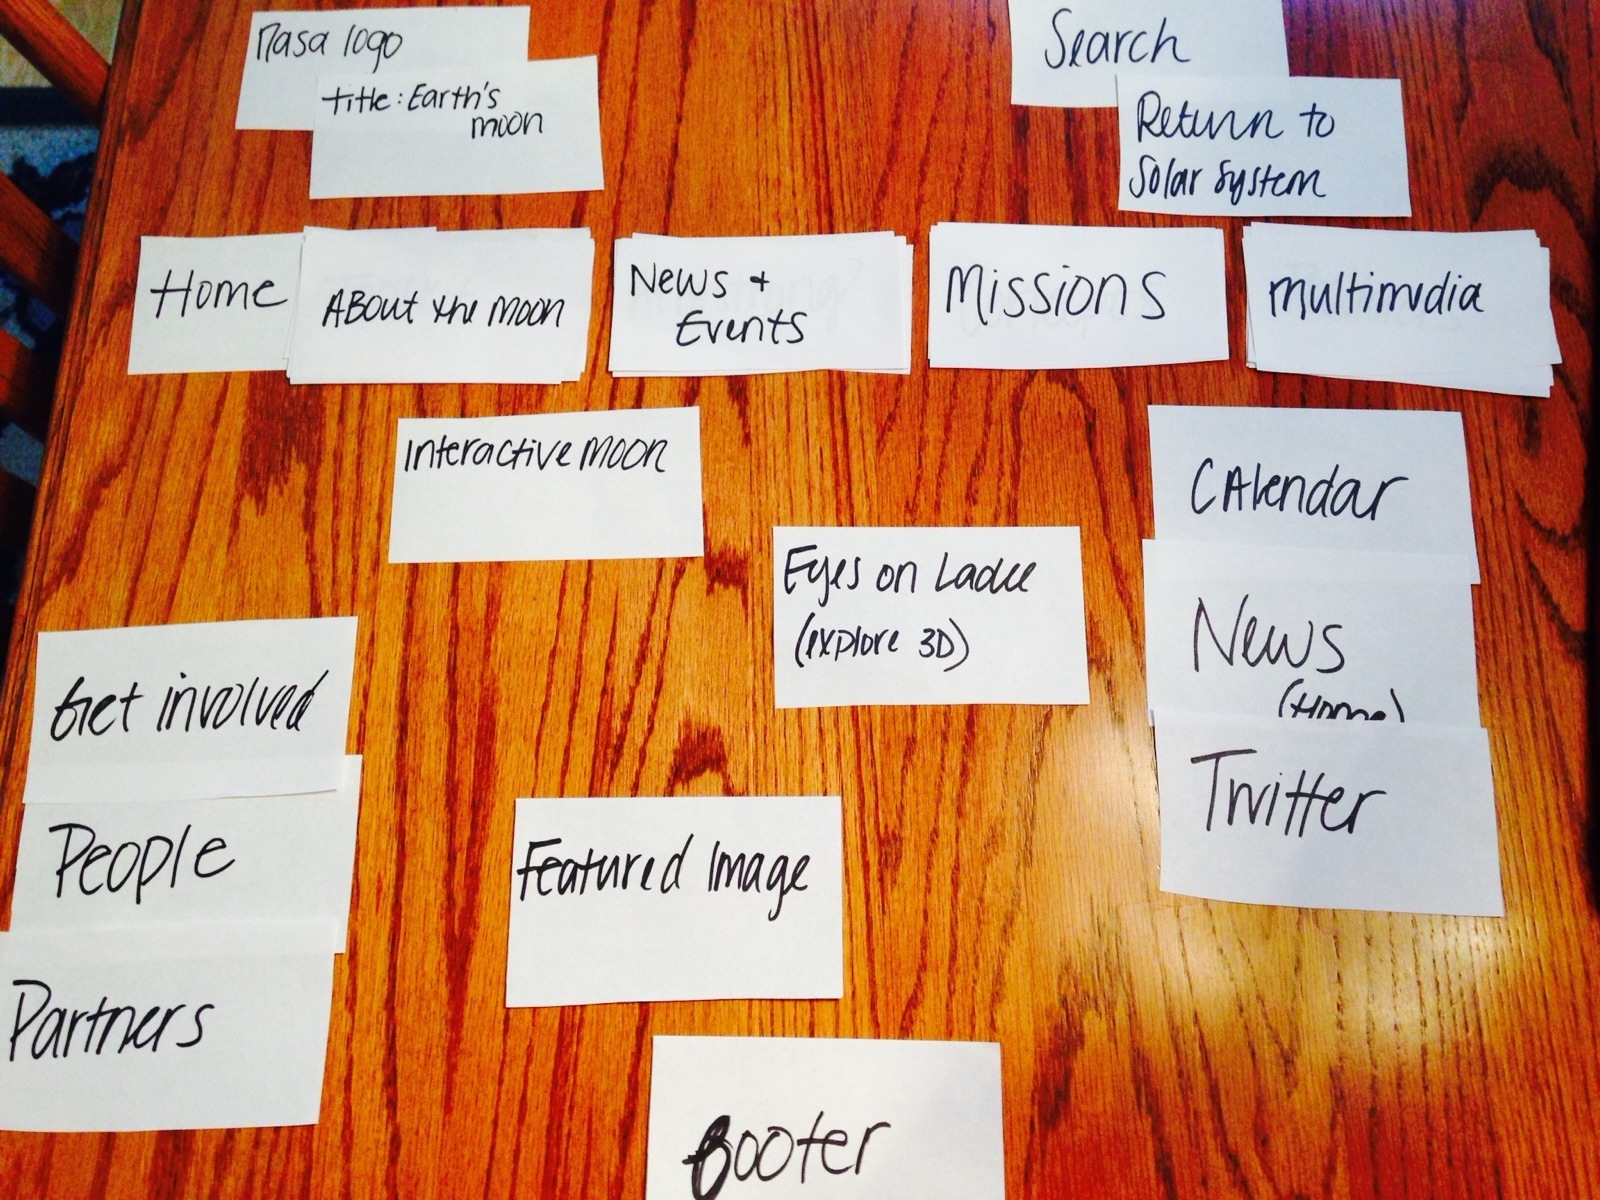 nasa logo
title: Earth's
moon
Search
Return to
Solar System
Home
ABout the moon
News +
Events
Missions
multimedia
Interactive moon
CAlendar
Eyes on Ladee
(explore 3D)
News
(Home)
Twitter
Get involved
People
Partners
Featured Image
Footer